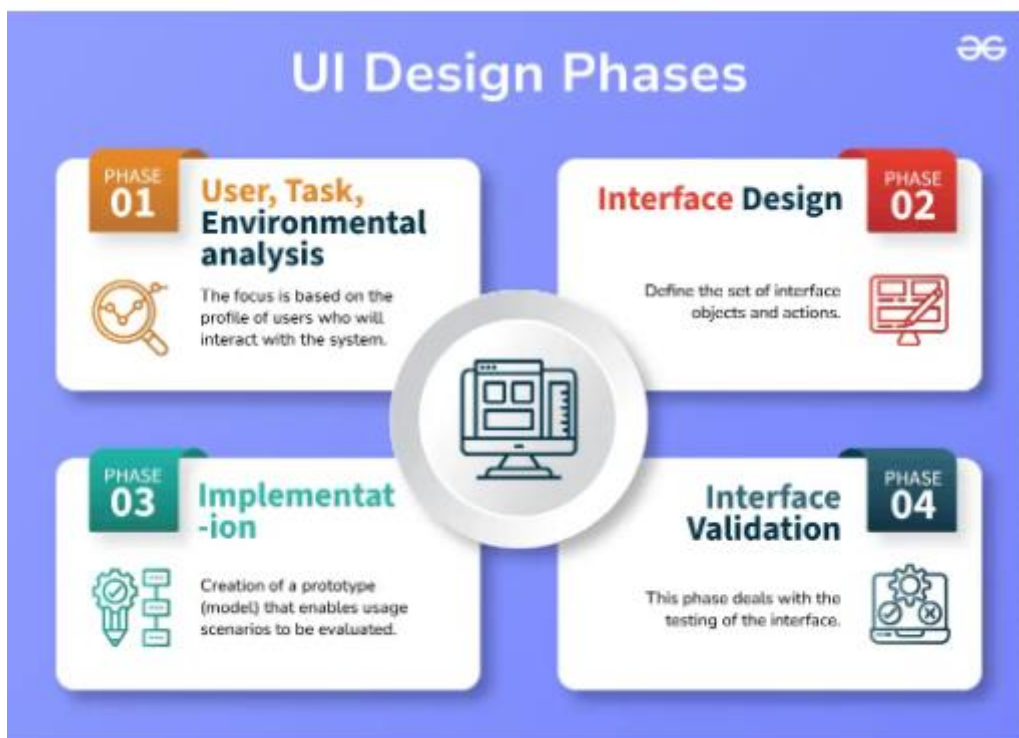 UI Design Phases
PHASE
01
User, Task,
Environmental
analysis
The focus is based on the
profile of users who will
interact with the system.
PHASE
02
Interface Design
Define the set of interface
objects and actions.
PHASE
03
Implementat
-ion
Creation of a prototype
(model) that enables usage
scenarios to be evaluated.
PHASE
04
Interface
Validation
This phase deals with the
testing of the interface.